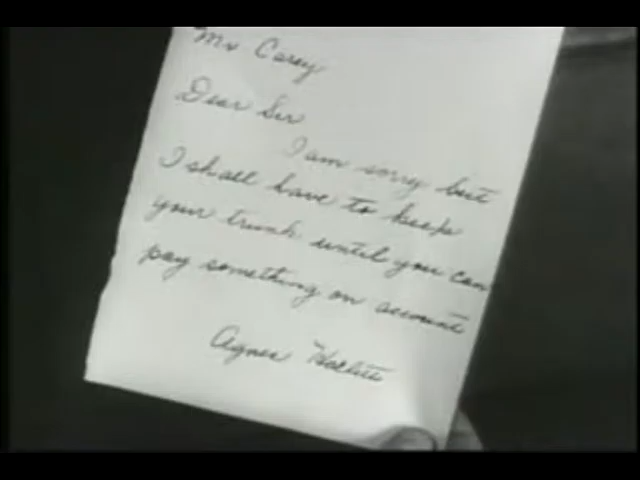 Mr Carey
Dear Sir
I am sorry but
I shall have to keep
your trunk until you can
pay something on account
Agnes